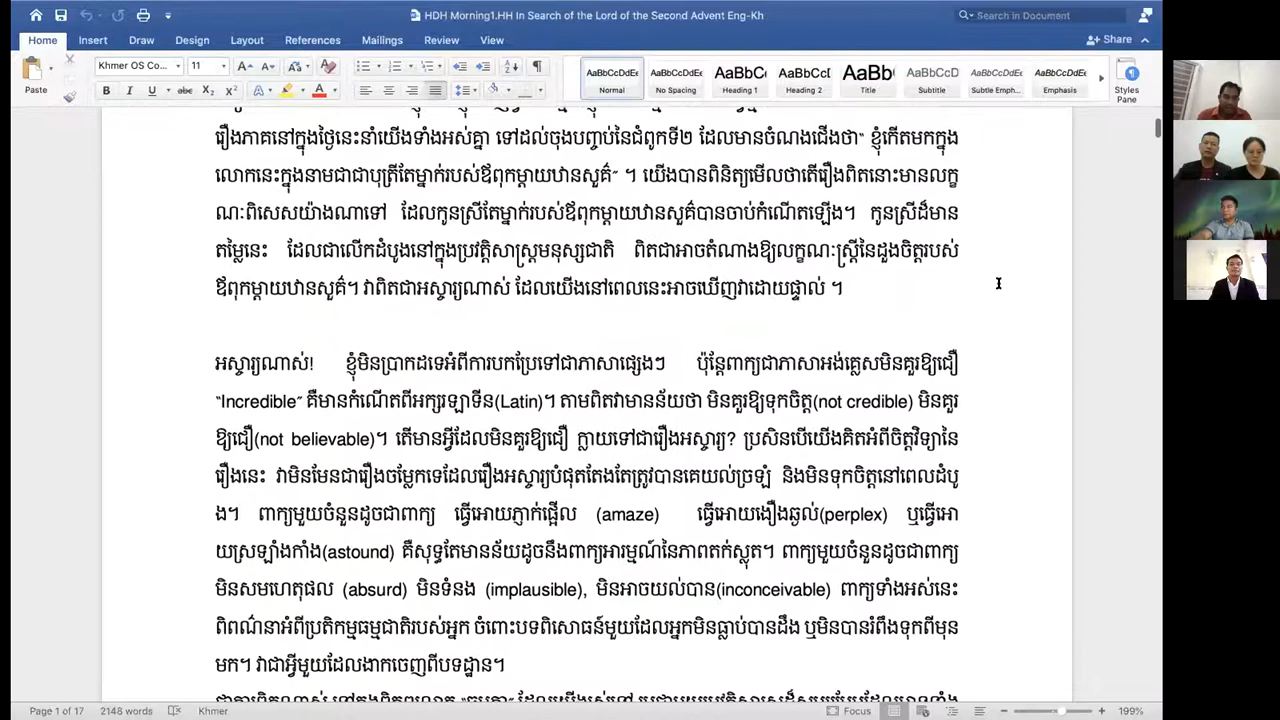 HDH Morning1.HH In Search of the Lord of the Second Advent Eng-Kh
Search in Document
Home Insert Draw Design Layout References Mailings Review View
Share
Paste
Khmer OS Co... 11
AaBbCcDdEe AaBbCcDdEe AaBbCc AaBbCcD AaBb AaBbCcDdEe AaBbCcDdEe AaBbCcDdEe
Normal No Spacing Heading 1 Heading 2 Title Subtitle Subtle Emph... Emphasis
Styles Pane
រឿងភាគនៅក្នុងថ្ងៃនេះនាំយើងទាំងអស់គ្នា ទៅដល់ចុងបញ្ចប់នៃជំពូកទី២ ដែលមានចំណងជើងថា“ ខ្ញុំកើតមកក្នុង
លោកនេះក្នុងនាមជាជាបុត្រីតែម្នាក់របស់ឪពុកម្តាយឋានសួគ៌” ។ យើងបានពិនិត្យមើលថាតើរឿងពិតនោះមានលក្ខ
ណៈពិសេសយ៉ាងណាទៅ ដែលកូនស្រីតែម្នាក់របស់ឪពុកម្តាយឋានសួគ៌បានចាប់កំណើតឡើង។ កូនស្រីដ៏មាន
តម្លៃនេះ ដែលជាលើកដំបូងនៅក្នុងប្រវត្តិសាស្ត្រមនុស្សជាតិ ពិតជាអាចតំណាងឱ្យលក្ខណៈស្ត្រីនៃដួងចិត្តរបស់
ឪពុកម្តាយឋានសួគ៌។ វាពិតជាអស្ចារ្យណាស់ ដែលយើងនៅពេលនេះអាចឃើញវាដោយផ្ទាល់ ។
អស្ចារ្យណាស់! ខ្ញុំមិនប្រាកដទេអំពីការបកប្រែទៅជាភាសាផ្សេងៗ ប៉ុន្តែពាក្យជាភាសាអង់គ្លេសមិនគួរឱ្យជឿ
“Incredible” គឺមានកំណើតពីអក្សរឡាទីន(Latin)។ តាមពិតវាមានន័យថា មិនគួរឱ្យទុកចិត្ត(not credible) មិនគួរ
ឱ្យជឿ(not believable)។ តើមានអ្វីដែលមិនគួរឱ្យជឿ ក្លាយទៅជារឿងអស្ចារ្យ? ប្រសិនបើយើងគិតអំពីចិត្តវិទ្យានៃ
រឿងនេះ វាមិនមែនជារឿងចម្លែកទេដែលរឿងអស្ចារ្យបំផុតតែងតែត្រូវបានគេយល់ច្រឡំ និងមិនទុកចិត្តនៅពេលដំបូ
ង។ ពាក្យមួយចំនួនដូចជាពាក្យ ធ្វើអោយភ្ញាក់ផ្អើល (amaze) ធ្វើអោយងឿងឆ្ងល់(perplex) ឬធ្វើអោ
យស្រឡាំងកាំង(astound) គឺសុទ្ធតែមានន័យដូចនឹងពាក្យអារម្មណ៍នៃភាពតក់ស្លុត។ ពាក្យមួយចំនួនដូចជាពាក្យ
មិនសមហេតុផល (absurd) មិនទំនង (implausible), មិនអាចយល់បាន(inconceivable) ពាក្យទាំងអស់នេះ
ពិពណ៌នាអំពីប្រតិកម្មធម្មជាតិរបស់អ្នក ចំពោះបទពិសោធន៍មួយដែលអ្នកមិនធ្លាប់បានដឹង ឬមិនបានរំពឹងទុកពីមុន
មក។ វាជាអ្វីមួយដែលងាកចេញពីបទដ្ឋាន។
Page 1 of 17 2148 words Khmer Focus 199%